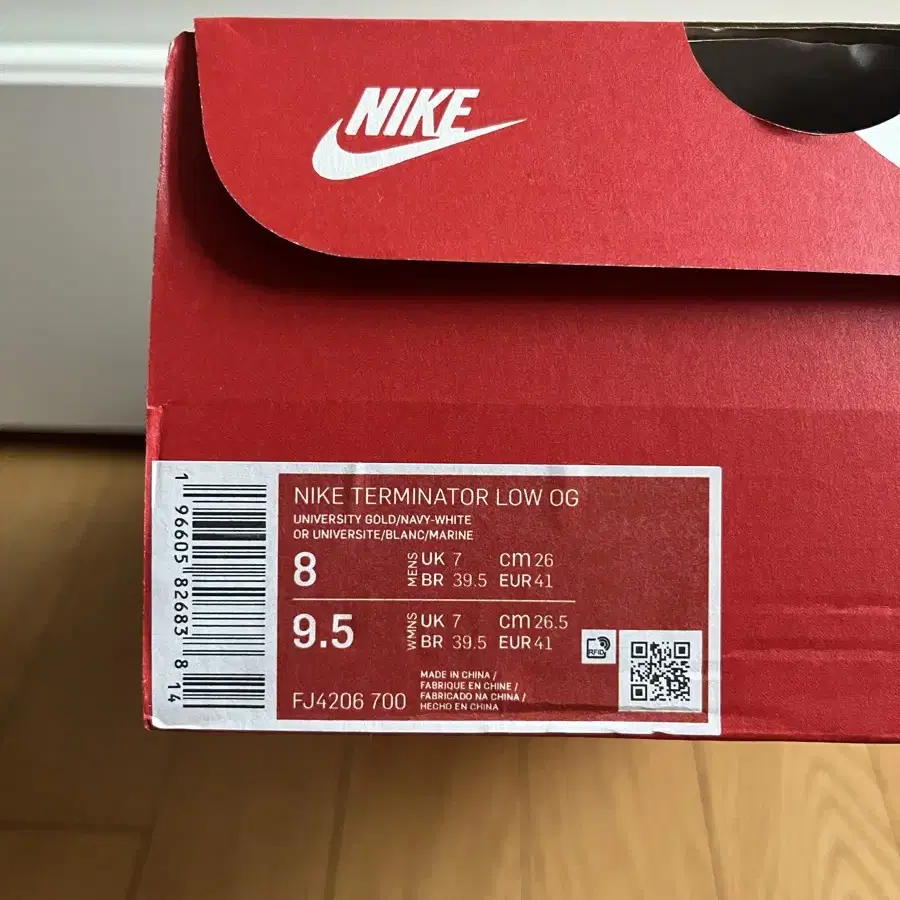 NIKE
NIKE TERMINATOR LOW OG
UNIVERSITY GOLD/NAVY-WHITE
OR UNIVERSITE/BLANC/MARINE
8 MENS UK 7 cm 26
BR 39.5 EUR 41
9.5 WMNS UK 7 cm 26.5
BR 39.5 EUR 41
RFID
FJ4206 700
MADE IN CHINA /
FABRIQUE EN CHINE /
FABRICADO NA CHINA /
HECHO EN CHINA
1 96605 82683 8 14